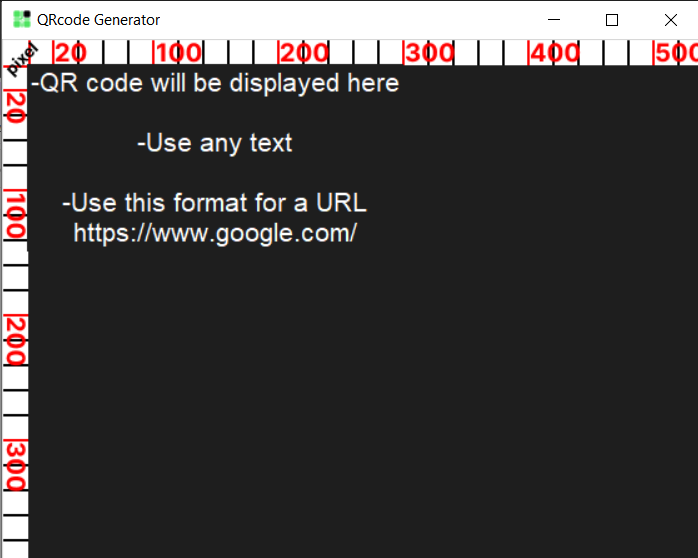 QRcode Generator
pixel
20 100 200 300 400 500
20
100
200
300
-QR code will be displayed here
-Use any text
-Use this format for a URL
https://www.google.com/